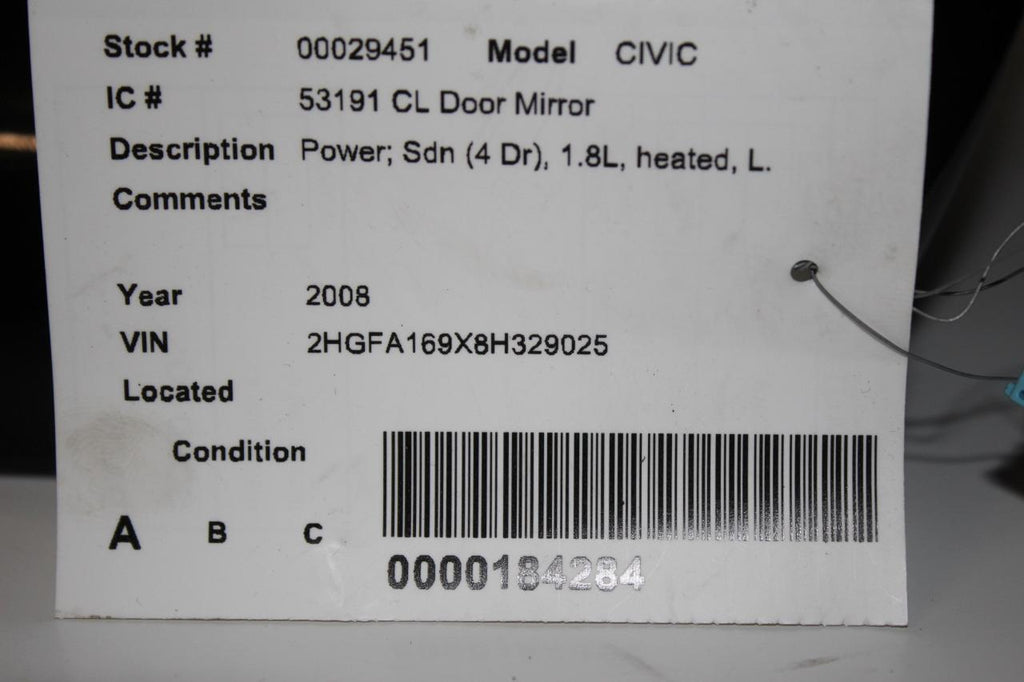 Stock # 00029451 Model CIVIC
IC # 53191 CL Door Mirror
Description Power; Sdn (4 Dr), 1.8L, heated, L.
Comments
Year 2008
VIN 2HGFA169X8H329025
Located
Condition
A B C
0000184284